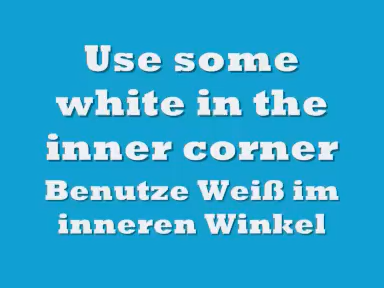 Use some
white in the
inner corner
Benutze Weiß im
inneren Winkel